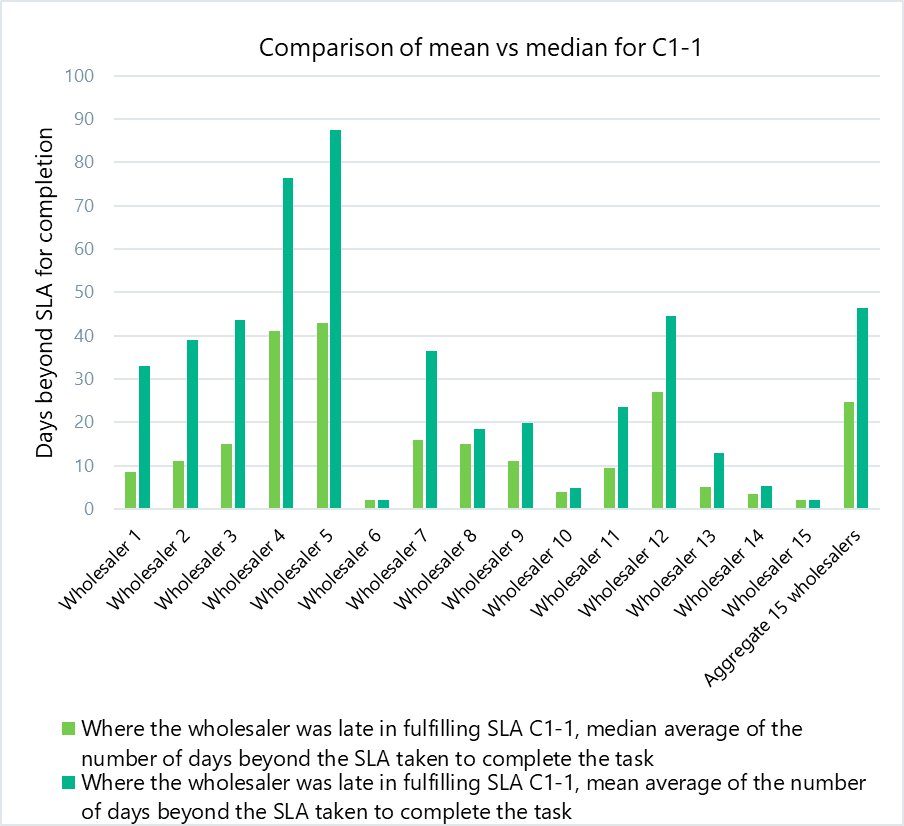 Comparison of mean vs median for C1-1
Days beyond SLA for completion
100
90
80
70
60
50
40
30
20
10
0
Wholesaler 1
Wholesaler 2
Wholesaler 3
Wholesaler 4
Wholesaler 5
Wholesaler 6
Wholesaler 7
Wholesaler 8
Wholesaler 9
Wholesaler 10
Wholesaler 11
Wholesaler 12
Wholesaler 13
Wholesaler 14
Wholesaler 15
Aggregate 15 wholesalers
Where the wholesaler was late in fulfilling SLA C1-1, median average of the
number of days beyond the SLA taken to complete the task
Where the wholesaler was late in fulfilling SLA C1-1, mean average of the number
of days beyond the SLA taken to complete the task